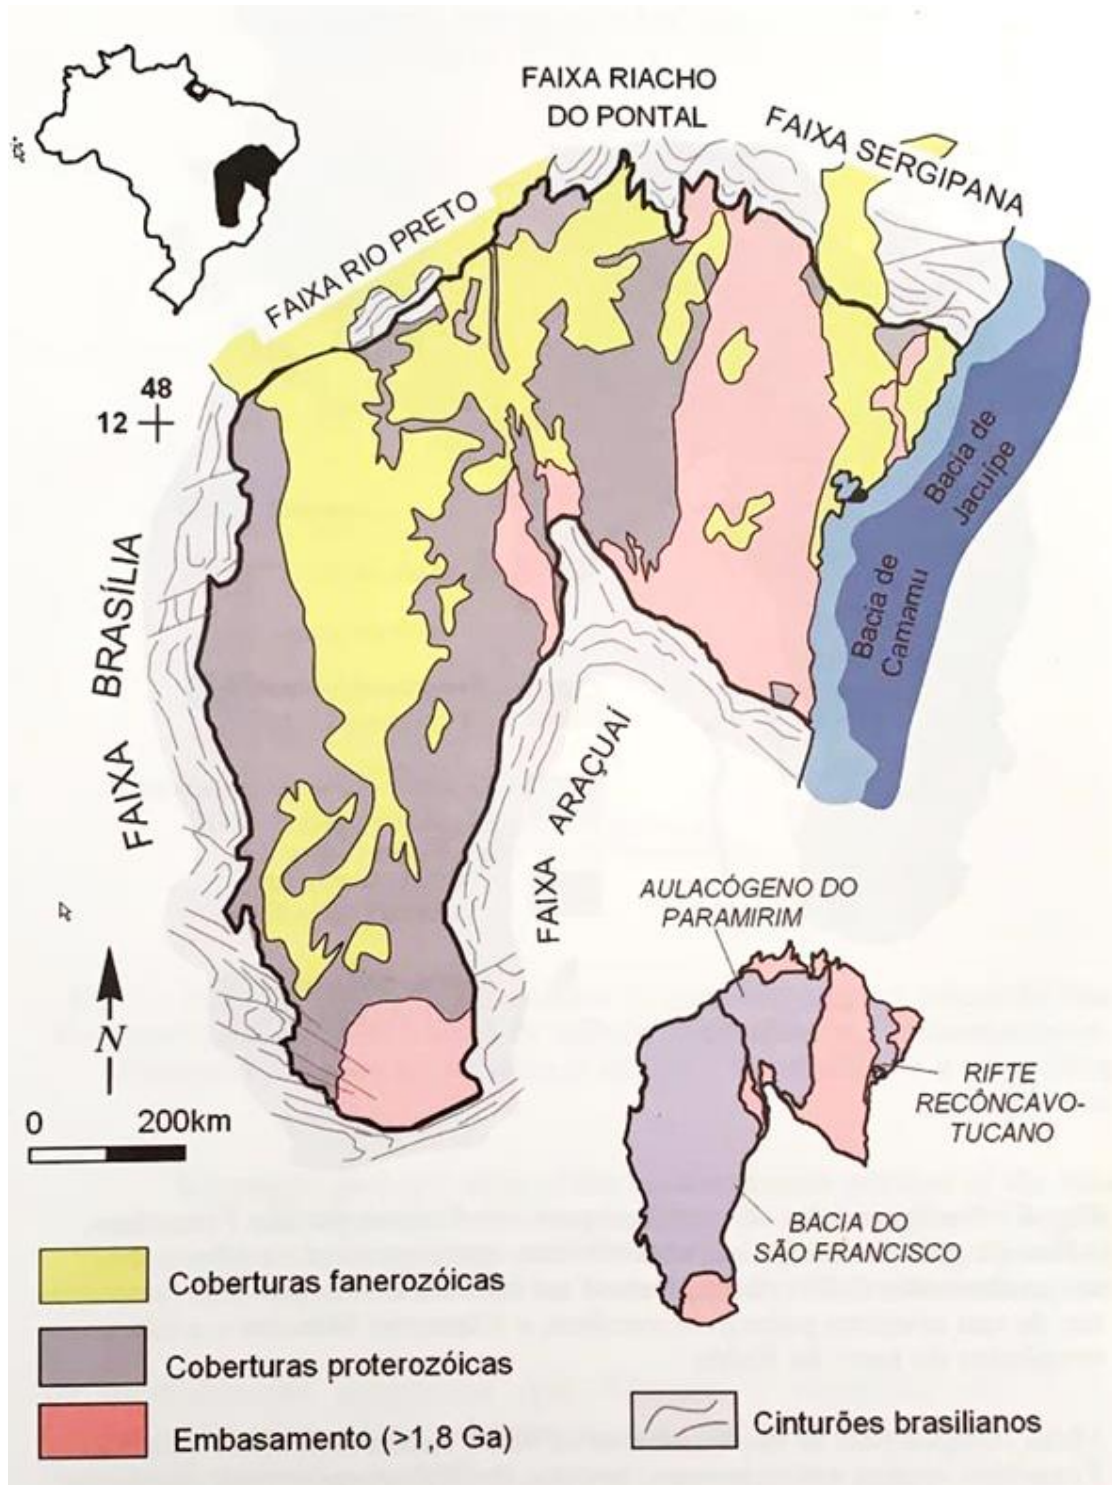 FAIXA RIACHO
DO PONTAL
FAIXA SERGIPANA
FAIXA RIO PRETO
48
12
Bacia de
Jacuípe
Bacia de
Camamu
FAIXA BRASÍLIA
FAIXA ARAÇUAÍ
AULACÓGENO DO
PARAMIRIM
N
0 200km
RIFTE
RECÔNCAVO-
TUCANO
BACIA DO
SÃO FRANCISCO
Coberturas fanerozóicas
Coberturas proterozóicas
Embasamento (>1,8 Ga)
Cinturões brasilianos